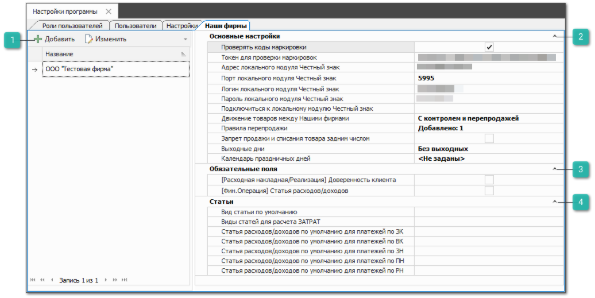 Настройки программы
Роли пользователей Пользователи Настройки Наши фирмы
1 Добавить Изменить
Название
ООО "Тестовая фирма"
Запись 1 из 1
Основные настройки 2
Проверять коды маркировки
Токен для проверки маркировок
Адрес локального модуля Честный знак
Порт локального модуля Честный знак 5995
Логин локального модуля Честный знак
Пароль локального модуля Честный знак
Подключиться к локальному модулю Честный знак
Движение товаров между Нашими фирмами С контролем и перепродажей
Правила перепродажи Добавлено: 1
Запрет продажи и списания товара задним числом
Выходные дни Без выходных
Календарь праздничных дней <Не заданы>
Обязательные поля 3
[Расходная накладная/Реализация] Доверенность клиента
[Фин.Операция] Статья расходов/доходов
Статьи 4
Вид статьи по умолчанию
Виды статей для расчета ЗАТРАТ
Статья расходов/доходов по умолчанию для платежей по ЗК
Статья расходов/доходов по умолчанию для платежей по ВК
Статья расходов/доходов по умолчанию для платежей по ЗН
Статья расходов/доходов по умолчанию для платежей по ПН
Статья расходов/доходов по умолчанию для платежей по РН